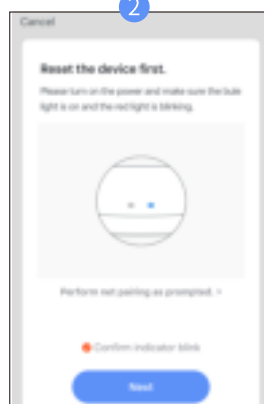 2
Cancel
Reset the device first.
Please turn on the power and make sure the bule
light is on and the red light is blinking.
Perform net pairing as prompted. >
Confirm indicator blink
Next